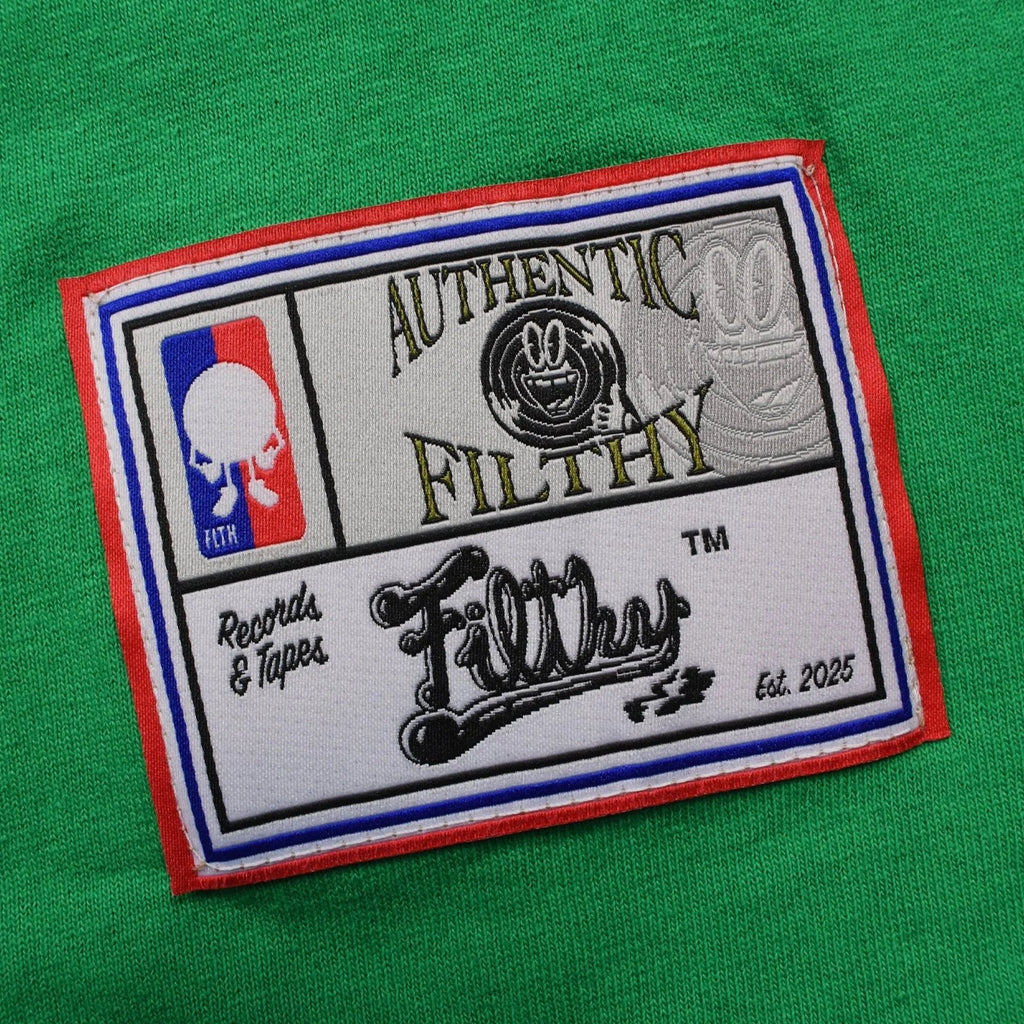 AUTHENTIC
FILTHY
FLTH
Records
& Tapes
Filthy
TM
Est. 2025